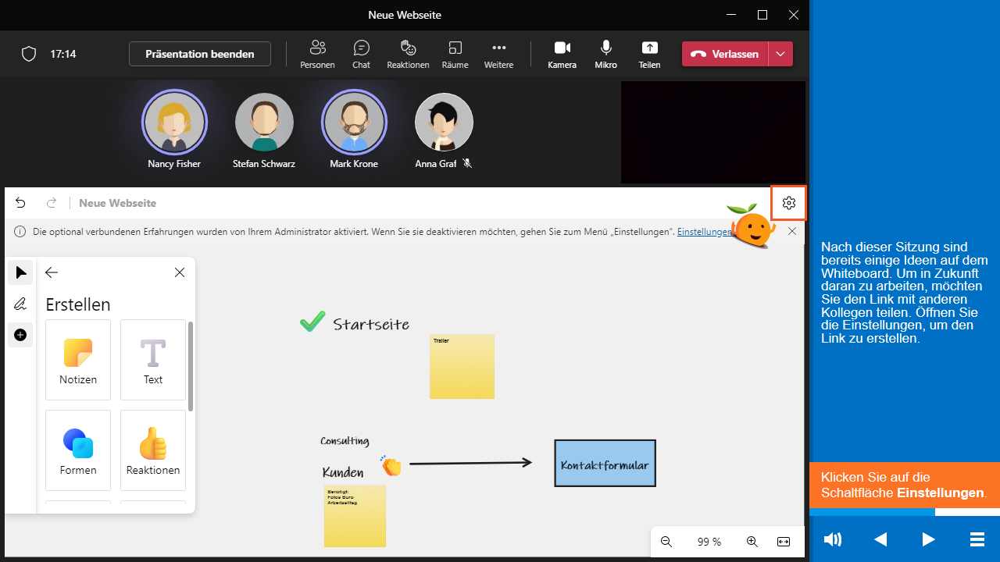 Neue Webseite
17:14
Präsentation beenden
Personen
Chat
Reaktionen
Räume
Weitere
Kamera
Mikro
Teilen
Verlassen
Nancy Fisher
Stefan Schwarz
Mark Krone
Anna Graf
Neue Webseite
Die optional verbundenen Erfahrungen wurden von Ihrem Administrator aktiviert. Wenn Sie sie deaktivieren möchten, gehen Sie zum Menü „Einstellungen“. Einstellungen
Erstellen
Notizen
Text
Formen
Reaktionen
Startseite
Trailer
Consulting
Kunden
Benötigt:
Fotos Büro
Arbeitsalltag
Kontaktformular
99 %
Nach dieser Sitzung sind
bereits einige Ideen auf dem
Whiteboard. Um in Zukunft
daran zu arbeiten, möchten
Sie den Link mit anderen
Kollegen teilen. Öffnen Sie
die Einstellungen, um den
Link zu erstellen.
Klicken Sie auf die
Schaltfläche Einstellungen.